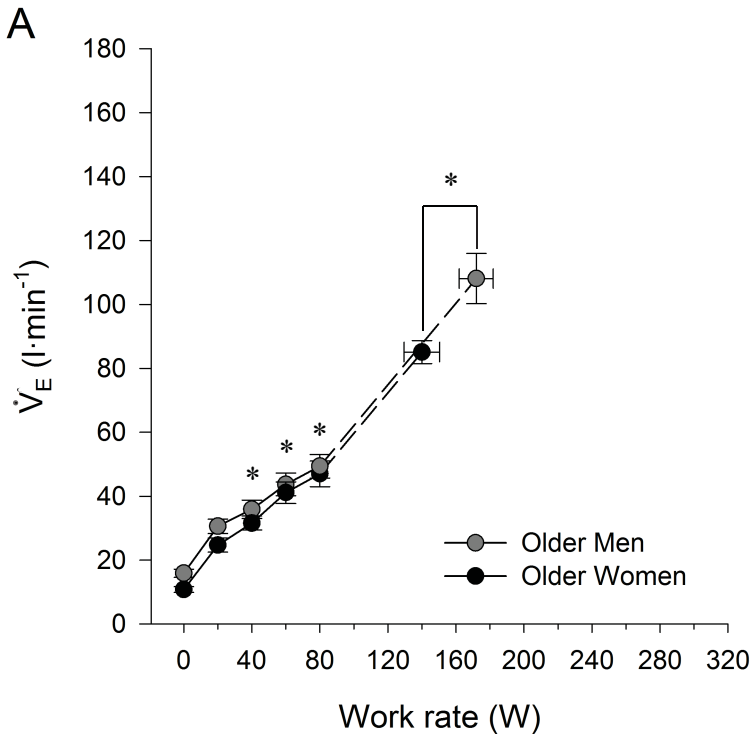 A
180
160
140
120
100
80
60
40
20
0
V̇E (l·min⁻¹)
*
* * *
Older Men
Older Women
0 40 80 120 160 200 240 280 320
Work rate (W)